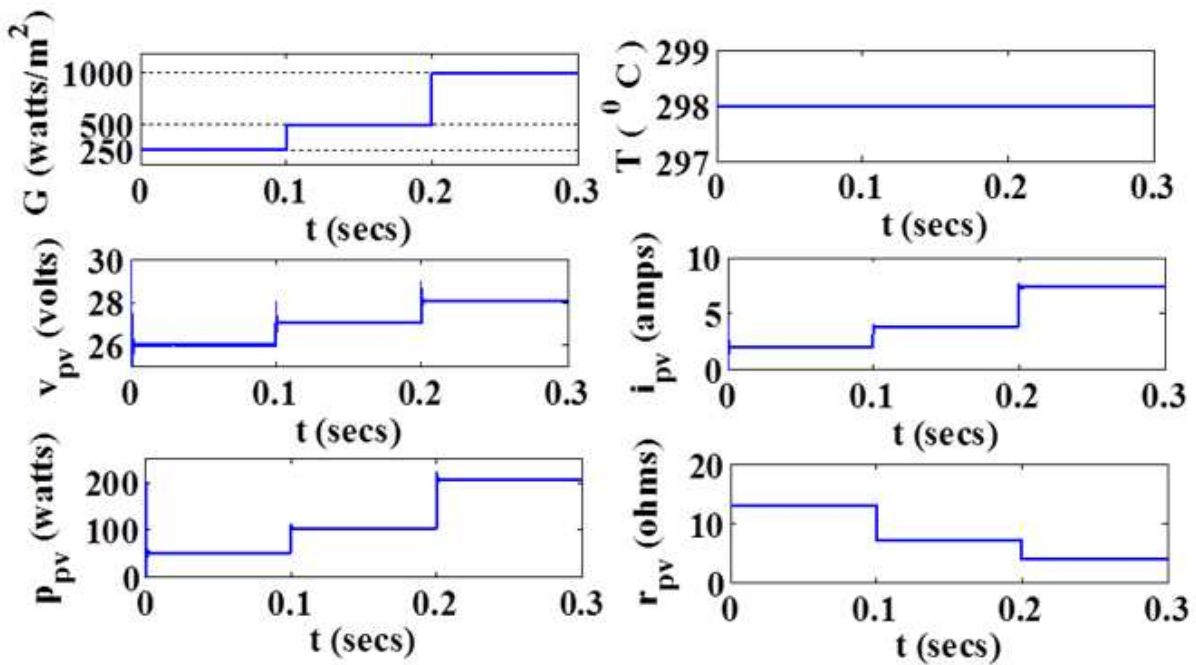 G (watts/m²)
1000
500
250
0 0.1 0.2 0.3
t (secs)
T (⁰C)
299
298
297
0 0.1 0.2 0.3
t (secs)
v_pv (volts)
30
28
26
0 0.1 0.2 0.3
t (secs)
i_pv (amps)
10
5
0
0 0.1 0.2 0.3
t (secs)
p_pv (watts)
200
100
0
0 0.1 0.2 0.3
t (secs)
r_pv (ohms)
20
10
0
0 0.1 0.2 0.3
t (secs)